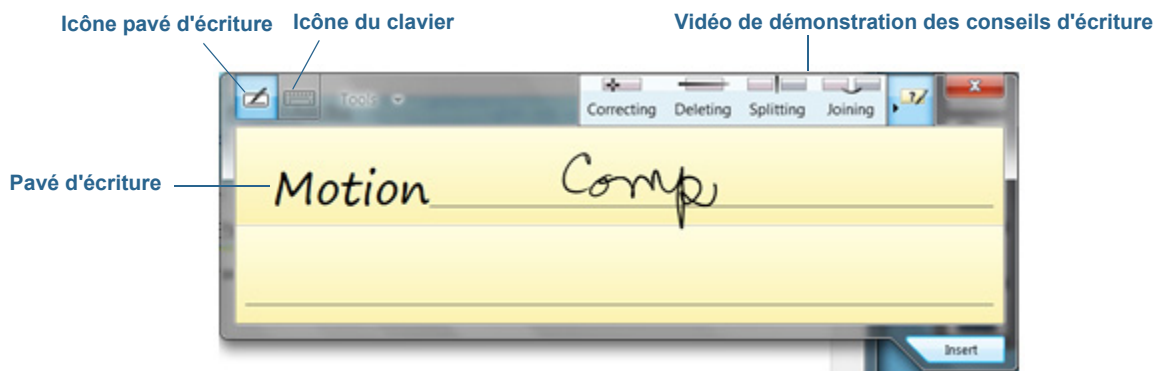 Icône pavé d'écriture
Icône du clavier
Vidéo de démonstration des conseils d'écriture
Tools
Correcting Deleting Splitting Joining
Pavé d'écriture
Motion Comp
Insert